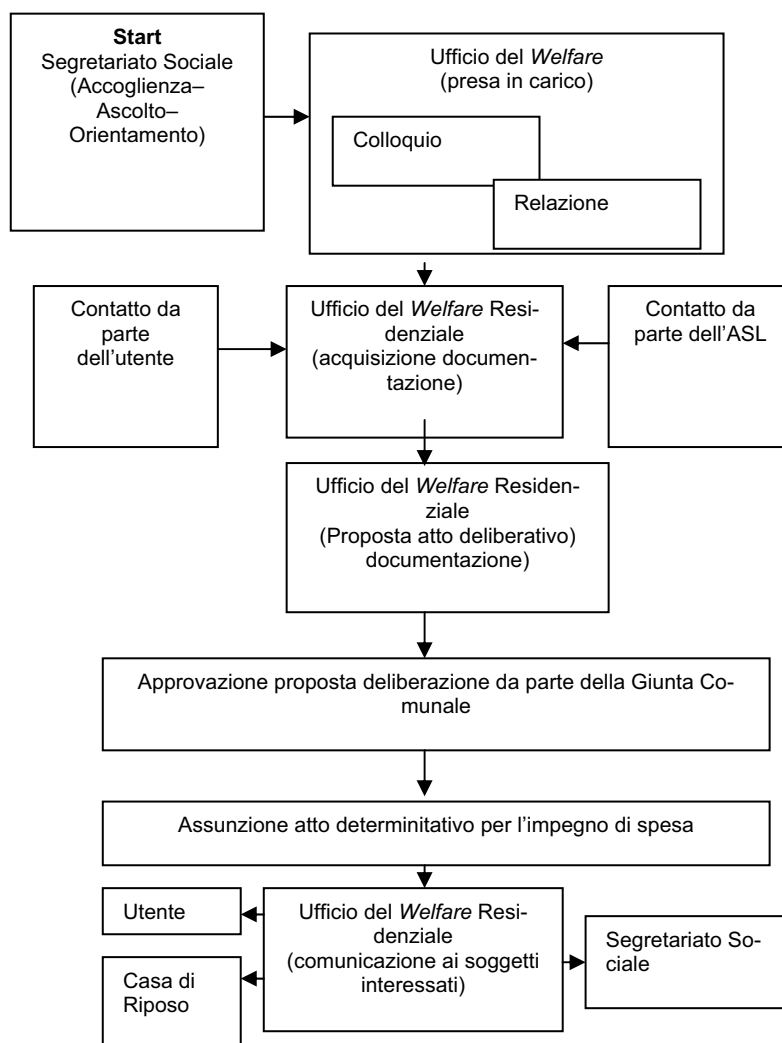 Start
Segretariato Sociale
(Accoglienza–
Ascolto–
Orientamento)
Ufficio del Welfare
(presa in carico)
Colloquio
Relazione
Contatto da
parte
dell'utente
Ufficio del Welfare Resi-
denziale
(acquisizione documen-
tazione)
Contatto da
parte dell'ASL
Ufficio del Welfare Residen-
ziale
(Proposta atto deliberativo)
documentazione)
Approvazione proposta deliberazione da parte della Giunta Co-
munale
Assunzione atto determinitativo per l'impegno di spesa
Utente
Casa di
Riposo
Ufficio del Welfare Resi-
denziale
(comunicazione ai soggetti
interessati)
Segretariato So-
ciale